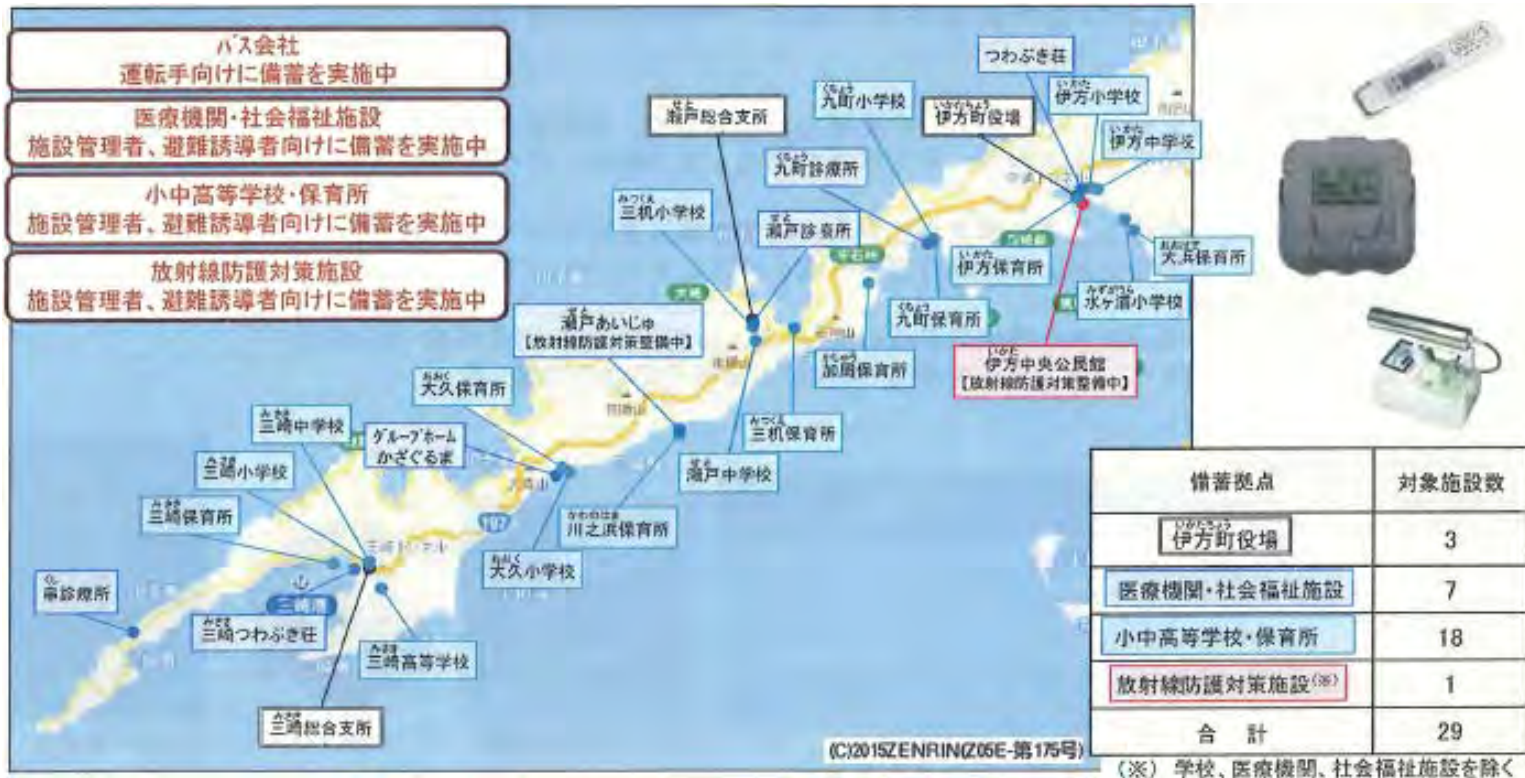 バス会社
運転手向けに備蓄を実施中
医療機関・社会福祉施設
施設管理者、避難誘導者向けに備蓄を実施中
小中高等学校・保育所
施設管理者、避難誘導者向けに備蓄を実施中
放射線防護対策施設
施設管理者、避難誘導者向けに備蓄を実施中
つわぶき荘
九町小学校
伊方町役場
伊方小学校
瀬戸総合支所
伊方中学校
九町診療所
三机小学校
瀬戸診療所
大浜保育所
伊方保育所
水ヶ浦小学校
九町保育所
瀬戸あいじゅ
【放射線防護対策整備中】
加周保育所
伊方中央公民館
【放射線防護対策整備中】
大久保育所
三崎中学校
グループホーム
かざぐるま
三机保育所
瀬戸中学校
三崎小学校
三崎保育所
川之浜保育所
大久小学校
197
三崎トンネル
串診療所
三崎港
三崎つわぶき荘
三崎高等学校
三崎総合支所
備蓄拠点 対象施設数
伊方町役場 3
医療機関・社会福祉施設 7
小中高等学校・保育所 18
放射線防護対策施設(※) 1
合計 29
(C)2015ZENRIN(Z05E-第175号)
(※) 学校、医療機関、社会福祉施設を除く